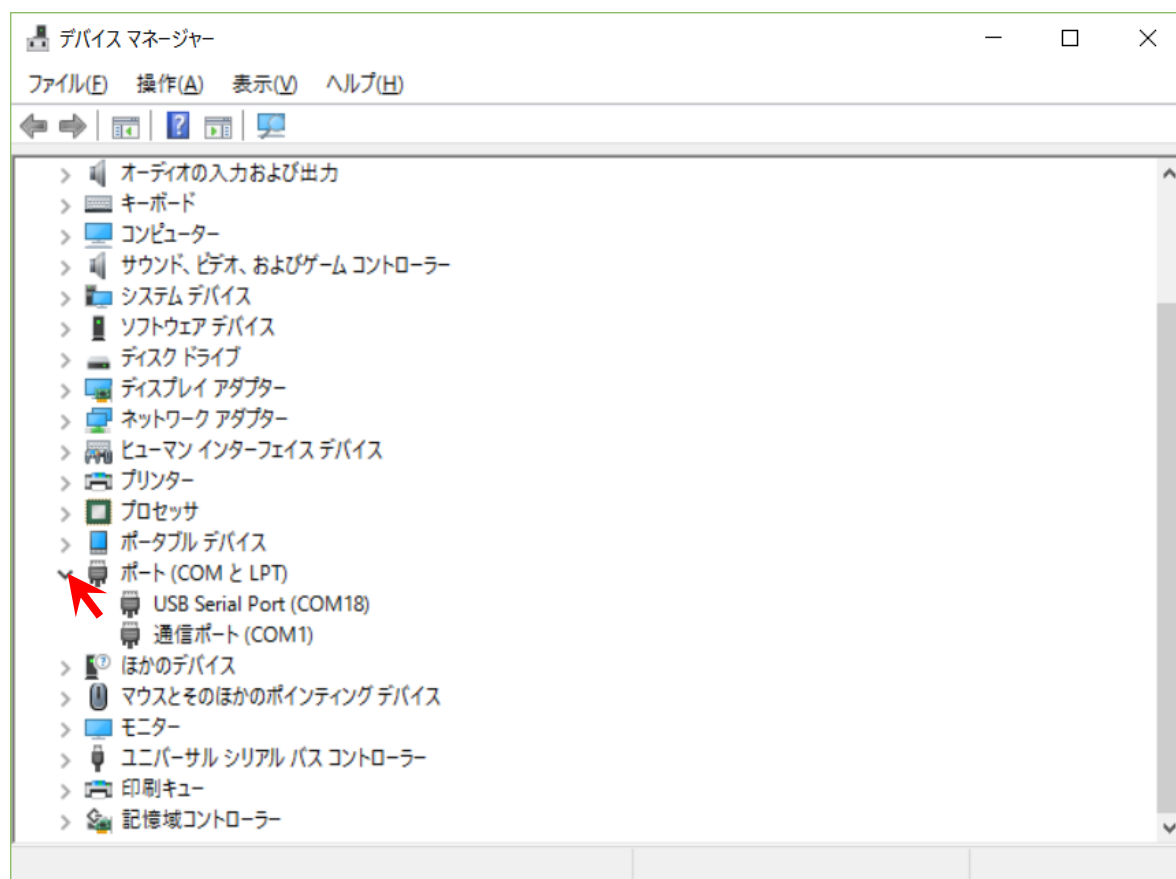 デバイス マネージャー
ファイル(F) 操作(A) 表示(V) ヘルプ(H)
オーディオの入力および出力
キーボード
コンピューター
サウンド、ビデオ、およびゲーム コントローラー
システム デバイス
ソフトウェア デバイス
ディスク ドライブ
ディスプレイ アダプター
ネットワーク アダプター
ヒューマン インターフェイス デバイス
プリンター
プロセッサ
ポータブル デバイス
ポート (COM と LPT)
USB Serial Port (COM18)
通信ポート (COM1)
ほかのデバイス
マウスとそのほかのポインティング デバイス
モニター
ユニバーサル シリアル バス コントローラー
印刷キュー
記憶域コントローラー